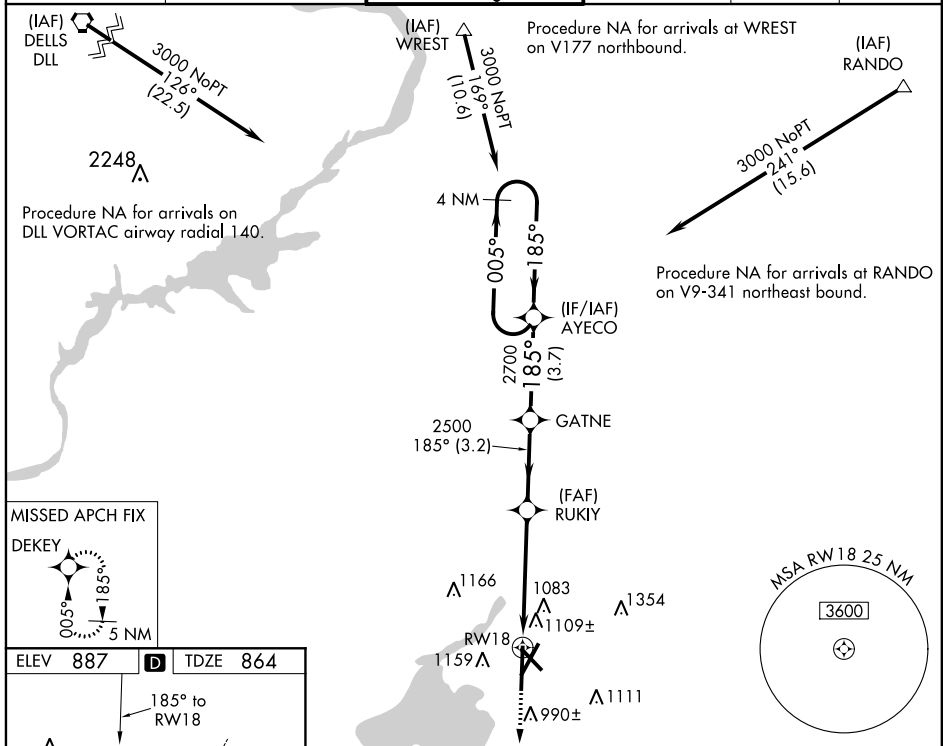 (IAF)
DELLS
DLL
3000 NoPT
126°
(22.5)
(IAF)
WREST
3000 NoPT
169°
(10.6)
Procedure NA for arrivals at WREST
on V177 northbound.
(IAF)
RANDO
3000 NoPT
241°
(15.6)
2248
Procedure NA for arrivals on
DLL VORTAC airway radial 140.
4 NM
005°
185°
Procedure NA for arrivals at RANDO
on V9-341 northeast bound.
(IF/IAF)
AYECO
2700
185°
(3.7)
GATNE
2500
185° (3.2)
(FAF)
RUKIY
MISSED APCH FIX
DEKEY
005°
185°
5 NM
1166
1083
1354
1109±
RW18
1159
1111
990±
MSA RW18 25 NM
3600
ELEV 887
D
TDZE 864
185° to
RW18